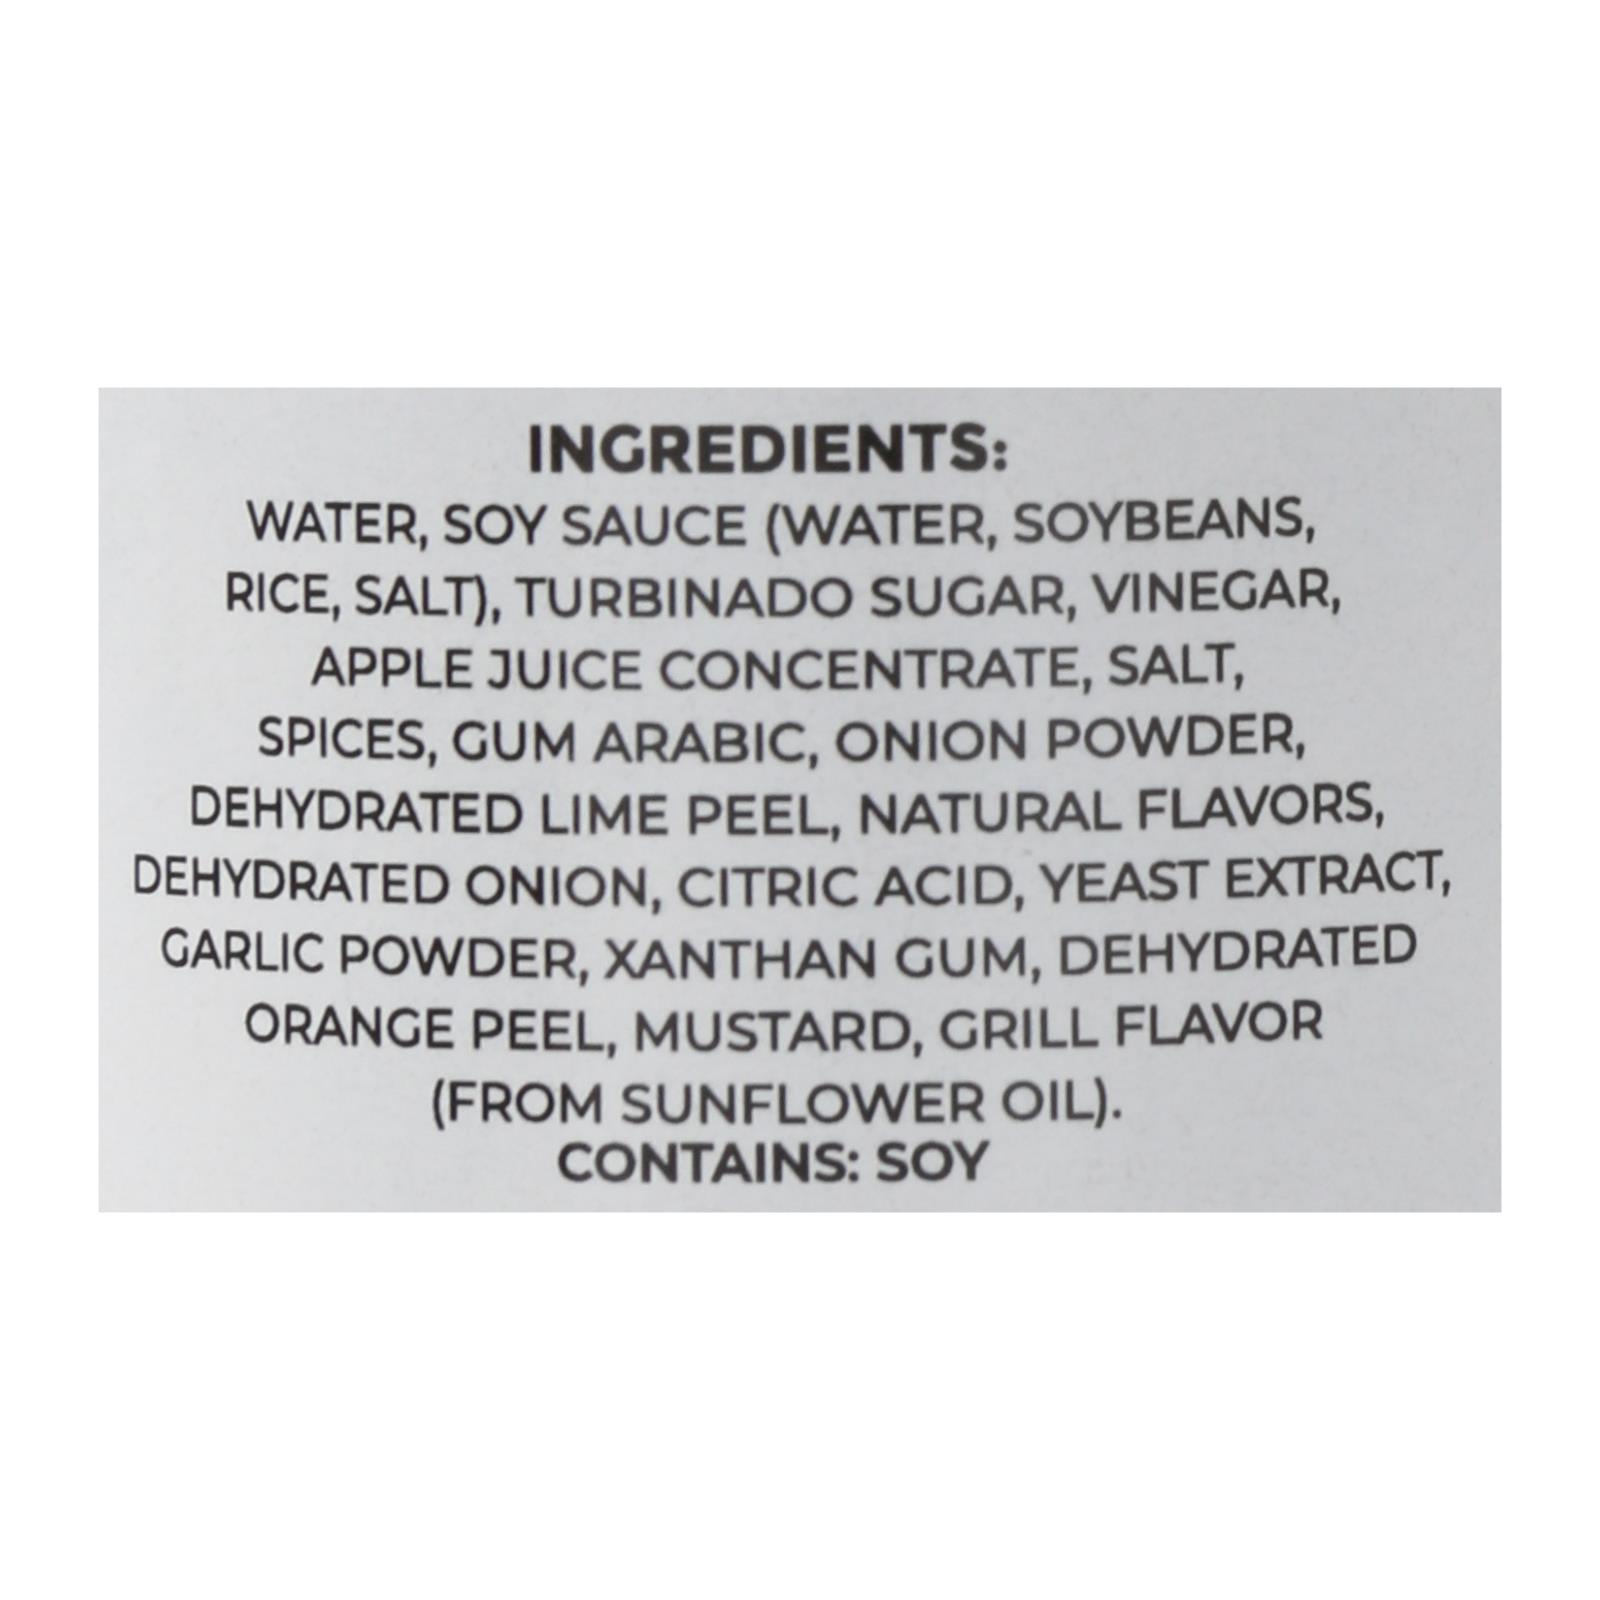 INGREDIENTS:
WATER, SOY SAUCE (WATER, SOYBEANS,
RICE, SALT), TURBINADO SUGAR, VINEGAR,
APPLE JUICE CONCENTRATE, SALT,
SPICES, GUM ARABIC, ONION POWDER,
DEHYDRATED LIME PEEL, NATURAL FLAVORS,
DEHYDRATED ONION, CITRIC ACID, YEAST EXTRACT,
GARLIC POWDER, XANTHAN GUM, DEHYDRATED
ORANGE PEEL, MUSTARD, GRILL FLAVOR
(FROM SUNFLOWER OIL).
CONTAINS: SOY